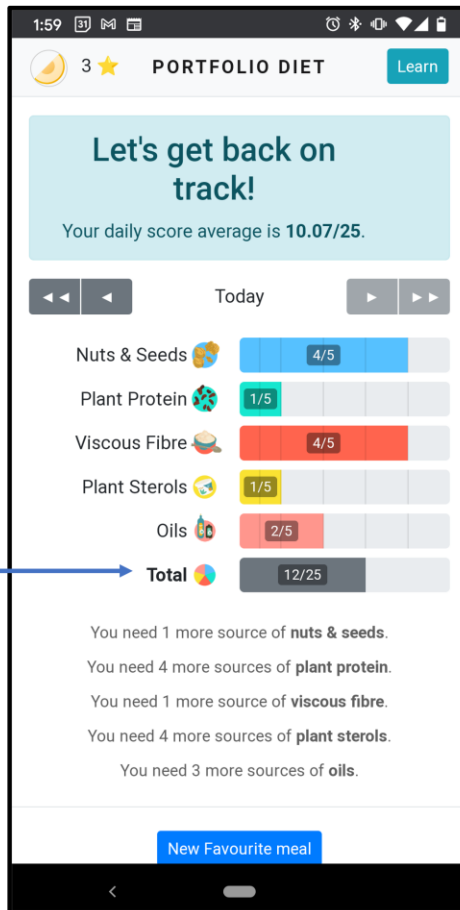 1:59 31
3 PORTFOLIO DIET Learn
Let's get back on
track!
Your daily score average is 10.07/25.
Today
Nuts & Seeds 4/5
Plant Protein 1/5
Viscous Fibre 4/5
Plant Sterols 1/5
Oils 2/5
Total 12/25
You need 1 more source of nuts & seeds.
You need 4 more sources of plant protein.
You need 1 more source of viscous fibre.
You need 4 more sources of plant sterols.
You need 3 more sources of oils.
New Favourite meal